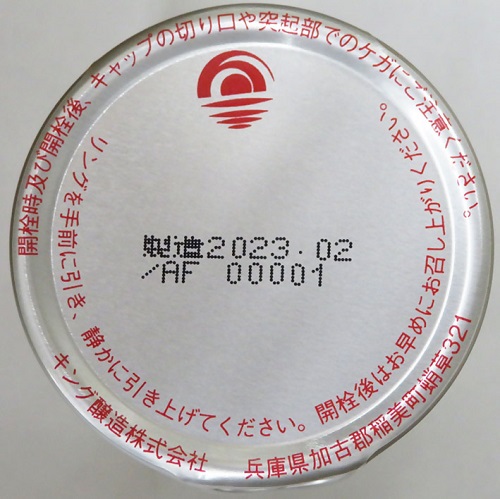 開栓時及び開栓後、キャップの切り口や突起部でのケガにご注意ください。
リングを手前に引き、静かに引き上げてください。開栓後はお早めにお召し上がりください。
製造2023.02
/AF 00001
キング醸造株式会社 兵庫県加古郡稲美町蛸草321